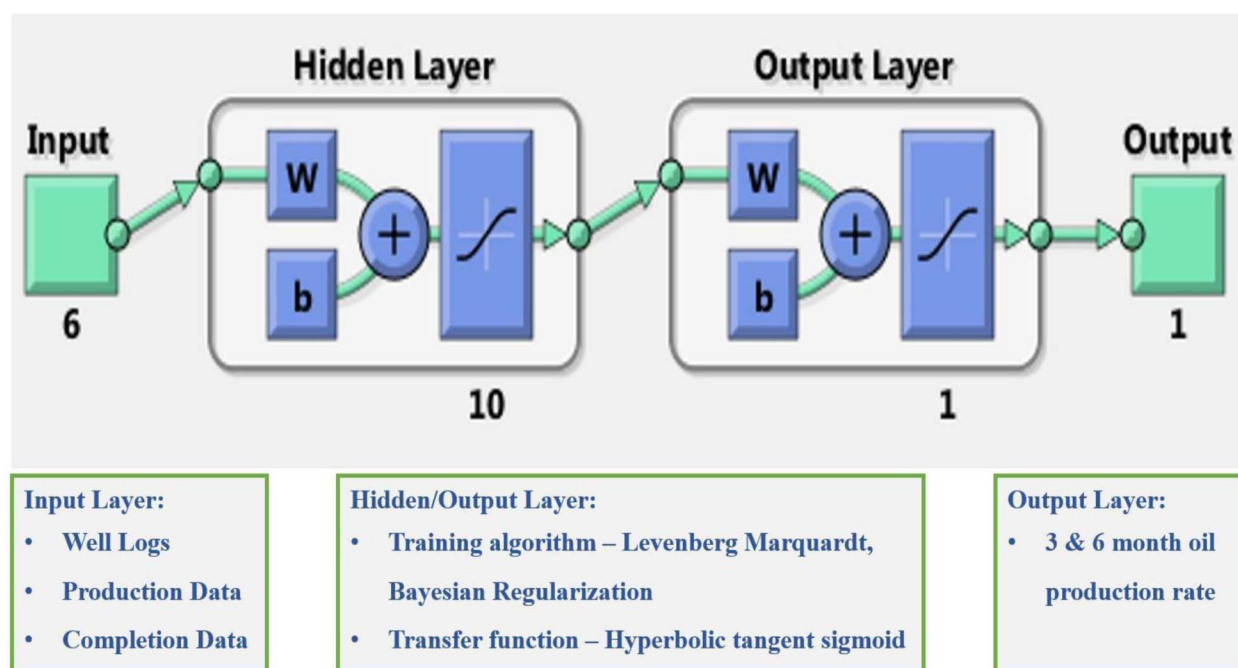 Hidden Layer
Output Layer
Input
Output
W
b
+
W
b
+
6
10
1
1
Input Layer:
• Well Logs
• Production Data
• Completion Data
Hidden/Output Layer:
• Training algorithm – Levenberg Marquardt,
Bayesian Regularization
• Transfer function – Hyperbolic tangent sigmoid
Output Layer:
• 3 & 6 month oil
production rate